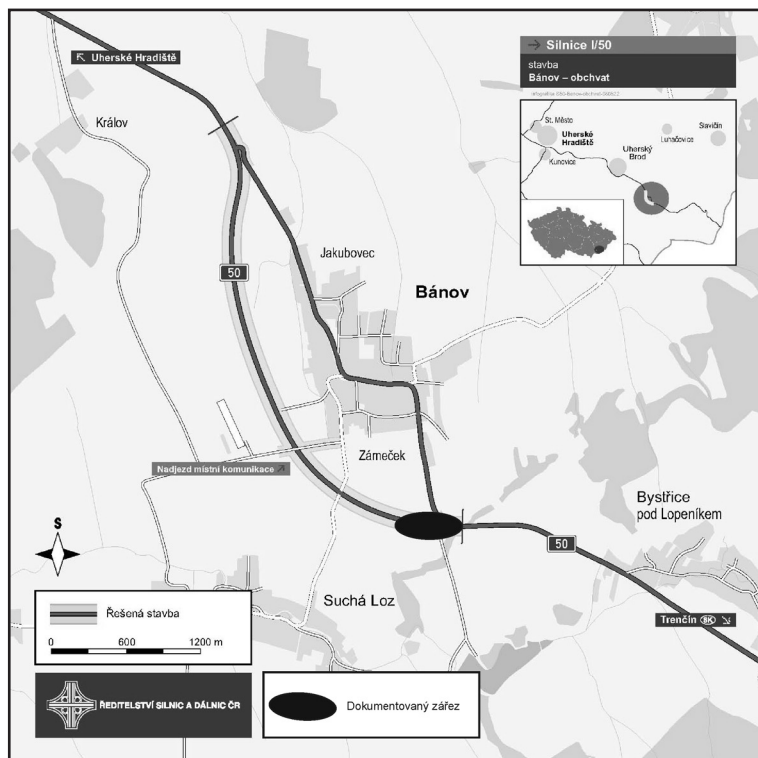 Uherské Hradiště
Silnice I/50
stavba
Bánov – obchvat
St. Město
Uherské
Hradiště
Kunovice
Uherský
Brod
Luhačovice
Slavičín
Králov
50
Jakubovec
Bánov
Zámeček
Nadjezd místní komunikace
Bystřice
pod Lopeníkem
50
S
Suchá Loz
Trenčín SK
Řešená stavba
0 600 1200 m
ŘEDITELSTVÍ SILNIC A DÁLNIC ČR
Dokumentovaný zářez